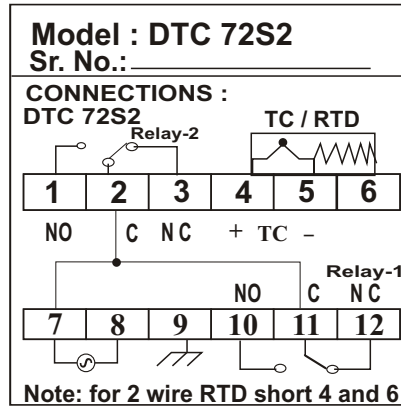 Model : DTC 72S2
Sr. No.:
CONNECTIONS :
DTC 72S2
Relay-2
TC / RTD
1 2 3 4 5 6
NO C NC + TC -
Relay-1
NO C NC
7 8 9 10 11 12
Note: for 2 wire RTD short 4 and 6